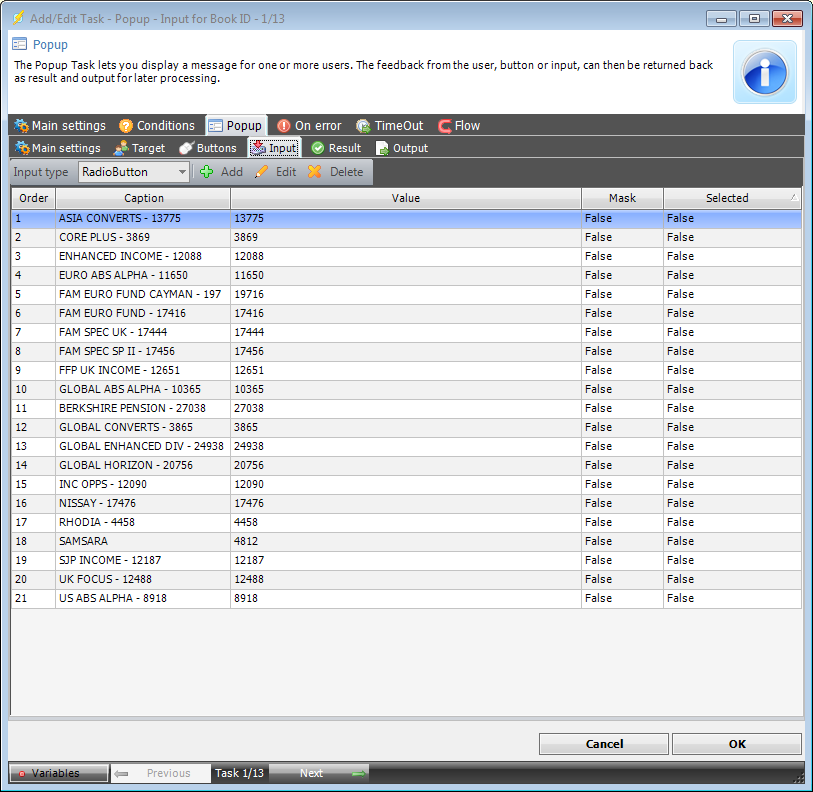 Add/Edit Task - Popup - Input for Book ID - 1/13
Popup
The Popup Task lets you display a message for one or more users. The feedback from the user, button or input, can then be returned back
as result and output for later processing.
Main settings Conditions Popup On error TimeOut Flow
Main settings Target Buttons Input Result Output
Input type RadioButton Add Edit Delete
Order Caption Value Mask Selected
1 ASIA CONVERTS - 13775 13775 False False
2 CORE PLUS - 3869 3869 False False
3 ENHANCED INCOME - 12088 12088 False False
4 EURO ABS ALPHA - 11650 11650 False False
5 FAM EURO FUND CAYMAN - 197 19716 False False
6 FAM EURO FUND - 17416 17416 False False
7 FAM SPEC UK - 17444 17444 False False
8 FAM SPEC SP II - 17456 17456 False False
9 FFP UK INCOME - 12651 12651 False False
10 GLOBAL ABS ALPHA - 10365 10365 False False
11 BERKSHIRE PENSION - 27038 27038 False False
12 GLOBAL CONVERTS - 3865 3865 False False
13 GLOBAL ENHANCED DIV - 24938 24938 False False
14 GLOBAL HORIZON - 20756 20756 False False
15 INC OPPS - 12090 12090 False False
16 NISSAY - 17476 17476 False False
17 RHODIA - 4458 4458 False False
18 SAMSARA 4812 False False
19 SJP INCOME - 12187 12187 False False
20 UK FOCUS - 12488 12488 False False
21 US ABS ALPHA - 8918 8918 False False
Cancel OK
Variables Previous Task 1/13 Next